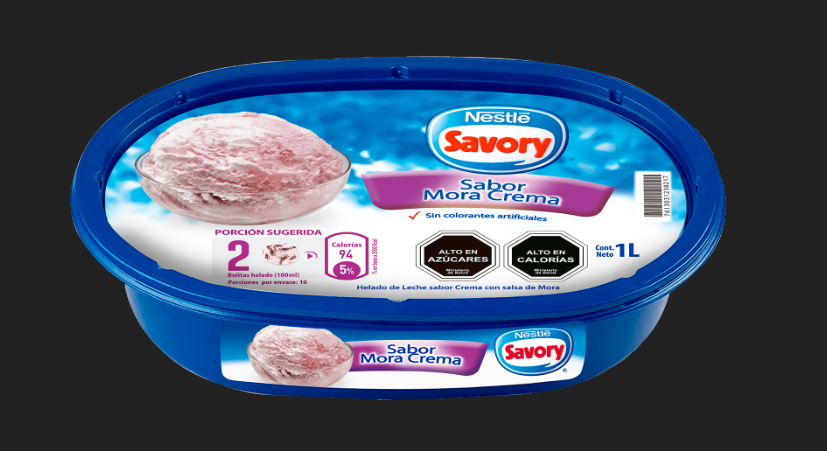 Nestlé
Savory
Sabor
Mora Crema
Sin colorantes artificiales
PORCIÓN SUGERIDA
2
Bolitas helado (100ml)
Porciones por envase: 10
Calorías
94
5%
ALTO EN
AZÚCARES
Ministerio
de Salud
ALTO EN
CALORÍAS
Ministerio
de Salud
Cont.
Neto 1L
7613031238217
Helado de Leche sabor Crema con salsa de Mora
Sabor
Mora Crema
Nestlé
Savory